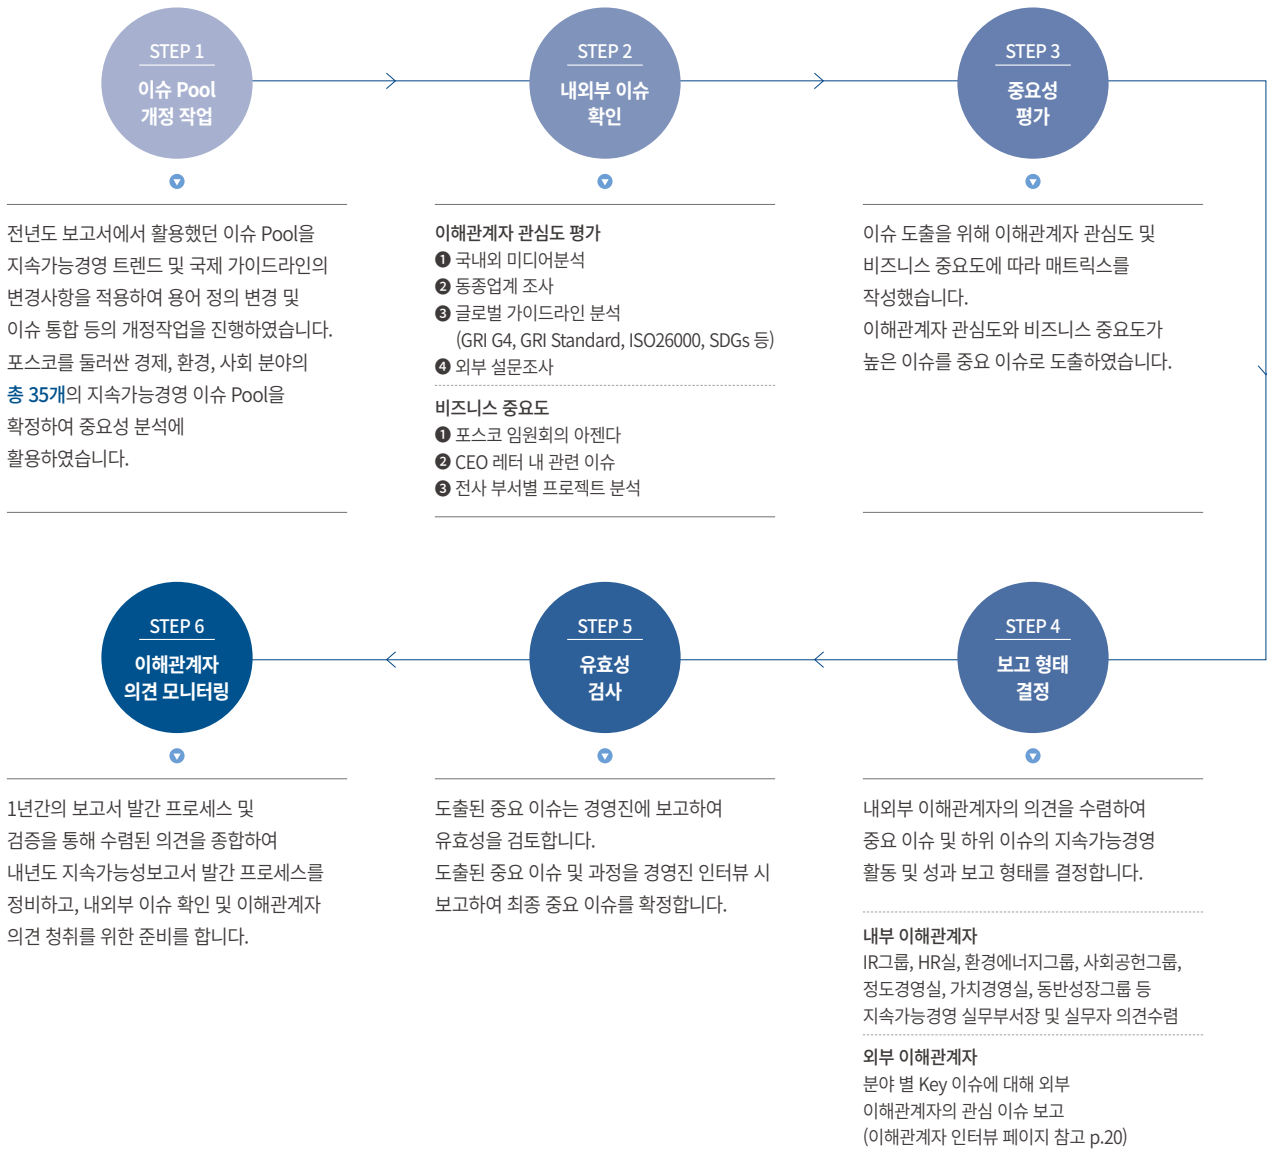 STEP 1
이슈 Pool
개정 작업
전년도 보고서에서 활용했던 이슈 Pool을
지속가능경영 트렌드 및 국제 가이드라인의
변경사항을 적용하여 용어 정의 변경 및
이슈 통합 등의 개정작업을 진행하였습니다.
포스코를 둘러싼 경제, 환경, 사회 분야의
총 35개의 지속가능경영 이슈 Pool을
확정하여 중요성 분석에
활용하였습니다.
STEP 2
내외부 이슈
확인
이해관계자 관심도 평가
❶ 국내외 미디어분석
❷ 동종업계 조사
❸ 글로벌 가이드라인 분석
(GRI G4, GRI Standard, ISO26000, SDGs 등)
❹ 외부 설문조사
비즈니스 중요도
❶ 포스코 임원회의 아젠다
❷ CEO 레터 내 관련 이슈
❸ 전사 부서별 프로젝트 분석
STEP 3
중요성
평가
이슈 도출을 위해 이해관계자 관심도 및
비즈니스 중요도에 따라 매트릭스를
작성했습니다.
이해관계자 관심도와 비즈니스 중요도가
높은 이슈를 중요 이슈로 도출하였습니다.
STEP 4
보고 형태
결정
내외부 이해관계자의 의견을 수렴하여
중요 이슈 및 하위 이슈의 지속가능경영
활동 및 성과 보고 형태를 결정합니다.
내부 이해관계자
IR그룹, HR실, 환경에너지그룹, 사회공헌그룹,
정도경영실, 가치경영실, 동반성장그룹 등
지속가능경영 실무부서장 및 실무자 의견수렴
외부 이해관계자
분야 별 Key 이슈에 대해 외부
이해관계자의 관심 이슈 보고
(이해관계자 인터뷰 페이지 참고 p.20)
STEP 5
유효성
검사
도출된 중요 이슈는 경영진에 보고하여
유효성을 검토합니다.
도출된 중요 이슈 및 과정을 경영진 인터뷰 시
보고하여 최종 중요 이슈를 확정합니다.
STEP 6
이해관계자
의견 모니터링
1년간의 보고서 발간 프로세스 및
검증을 통해 수렴된 의견을 종합하여
내년도 지속가능성보고서 발간 프로세스를
정비하고, 내외부 이슈 확인 및 이해관계자
의견 청취를 위한 준비를 합니다.